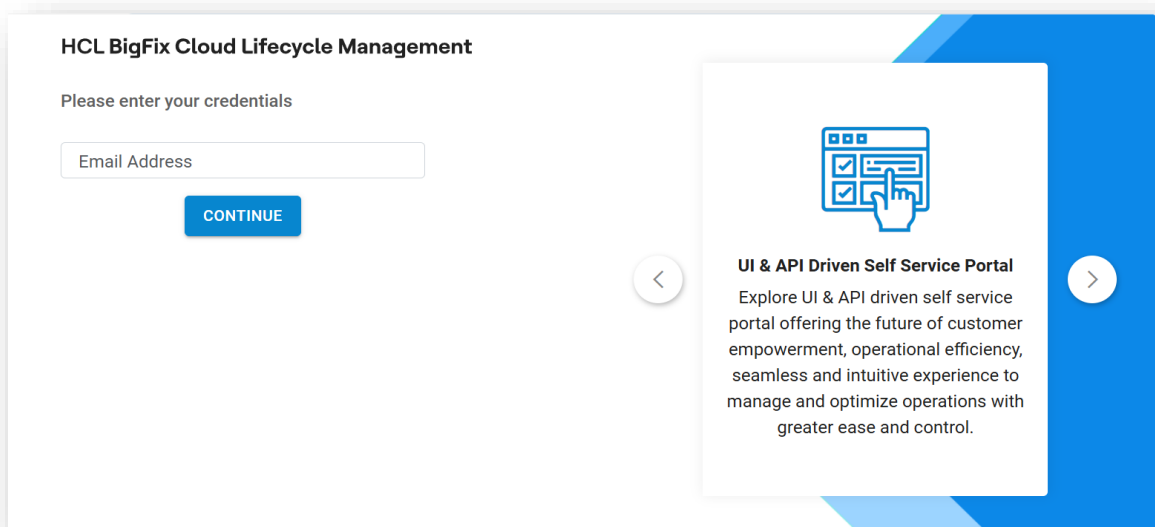 HCL BigFix Cloud Lifecycle Management
Please enter your credentials
Email Address
CONTINUE
UI & API Driven Self Service Portal
Explore UI & API driven self service
portal offering the future of customer
empowerment, operational efficiency,
seamless and intuitive experience to
manage and optimize operations with
greater ease and control.